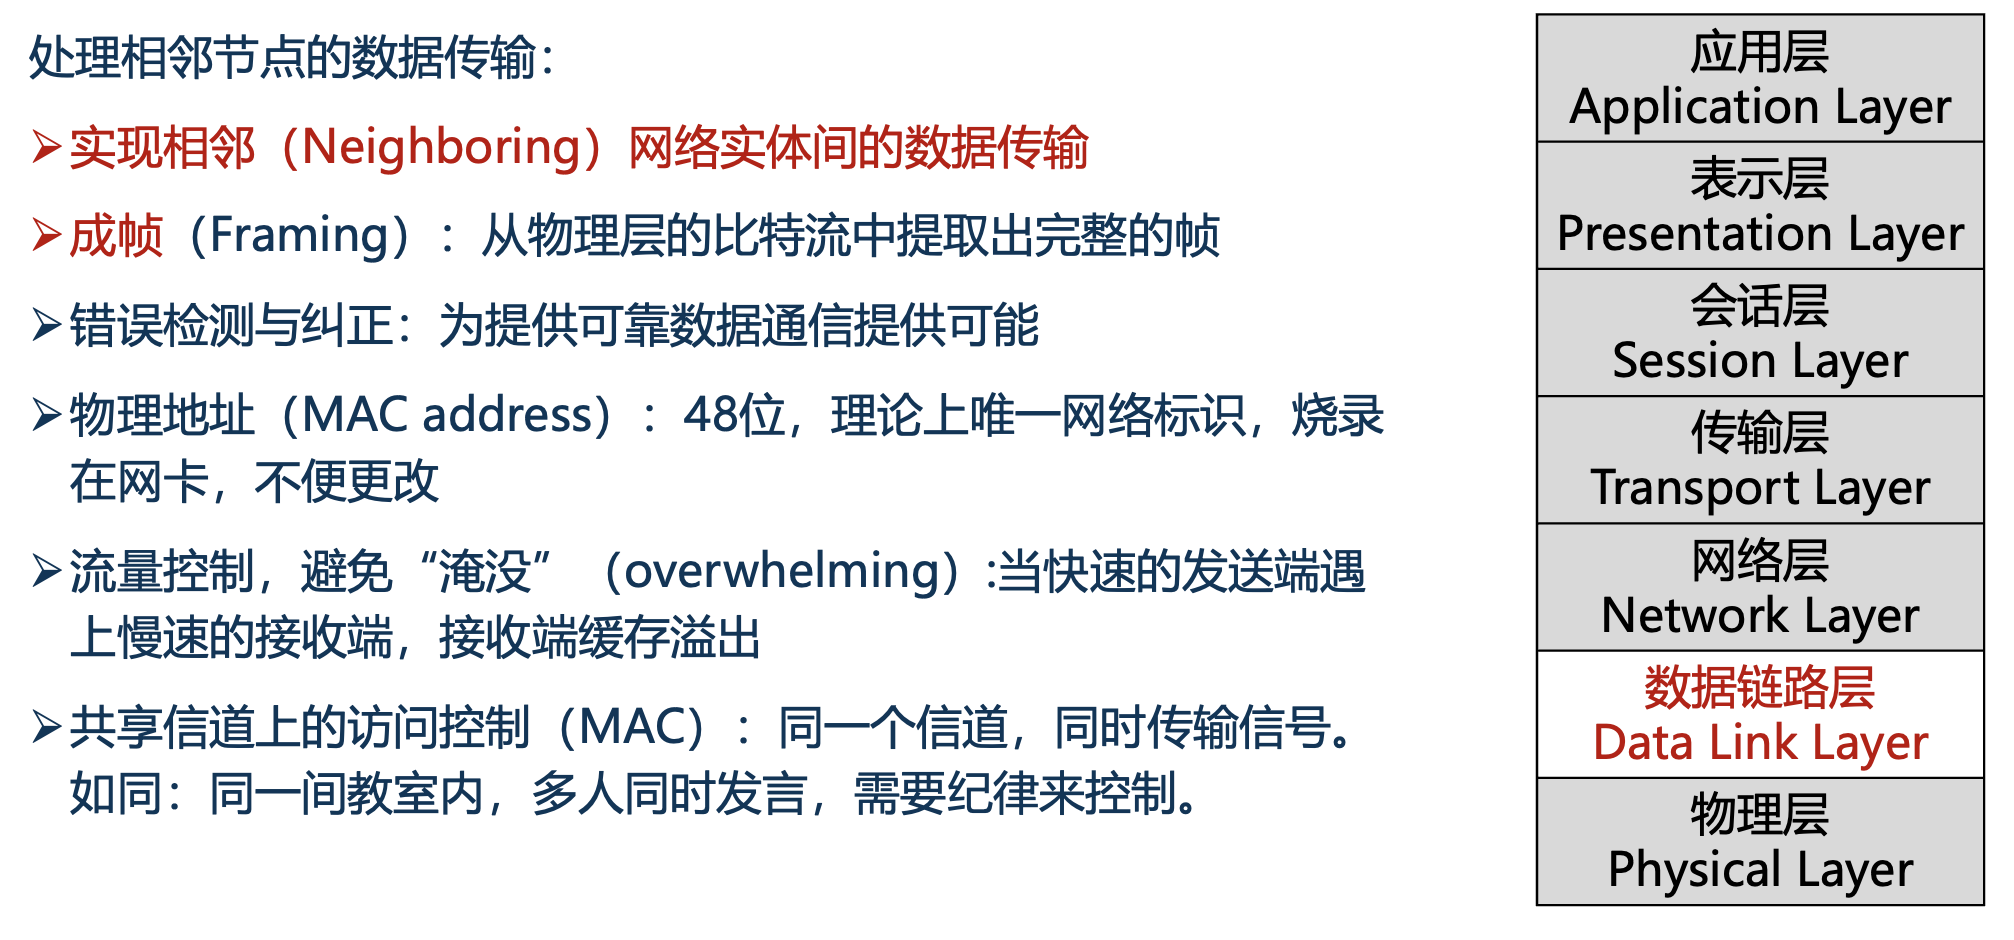 处理相邻节点的数据传输：
➢实现相邻（Neighboring）网络实体间的数据传输
➢成帧（Framing）：从物理层的比特流中提取出完整的帧
➢错误检测与纠正：为提供可靠数据通信提供可能
➢物理地址（MAC address）：48位，理论上唯一网络标识，烧录
在网卡，不便更改
➢流量控制，避免“淹没”（overwhelming）:当快速的发送端遇
上慢速的接收端，接收端缓存溢出
➢共享信道上的访问控制（MAC）：同一个信道，同时传输信号。
如同：同一间教室内，多人同时发言，需要纪律来控制。
应用层
Application Layer
表示层
Presentation Layer
会话层
Session Layer
传输层
Transport Layer
网络层
Network Layer
数据链路层
Data Link Layer
物理层
Physical Layer